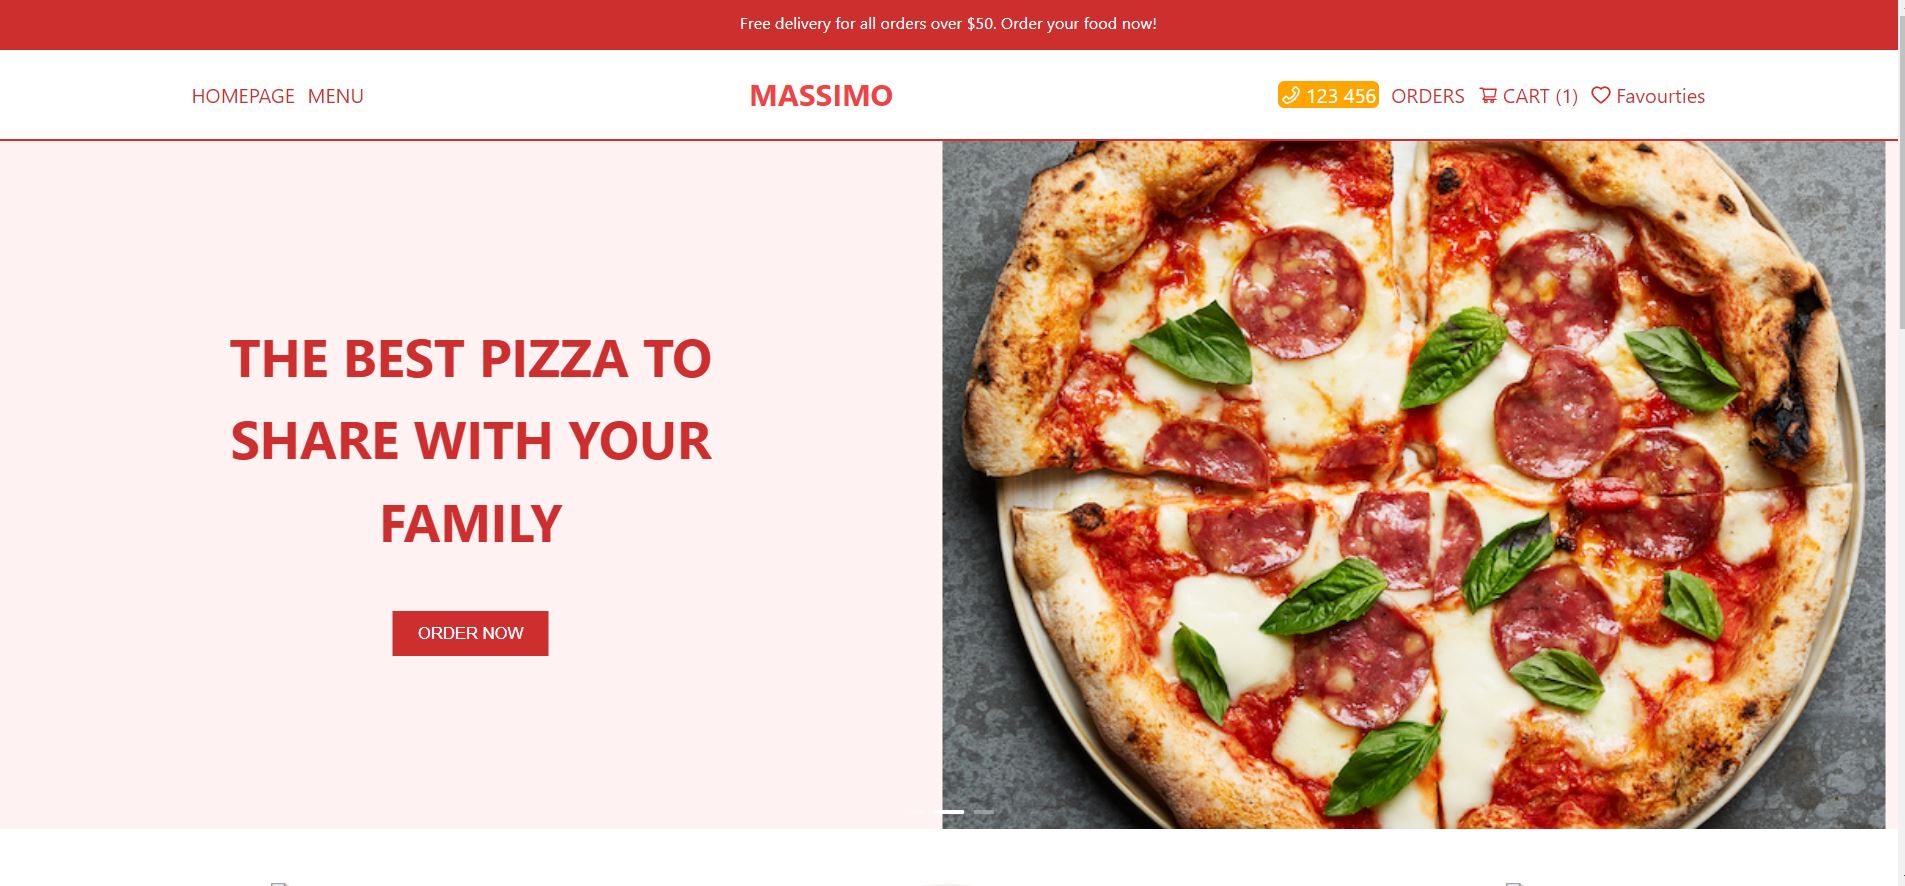 Free delivery for all orders over $50. Order your food now!
HOMEPAGE MENU MASSIMO 123 456 ORDERS CART (1) Favourties
THE BEST PIZZA TO
SHARE WITH YOUR
FAMILY
ORDER NOW